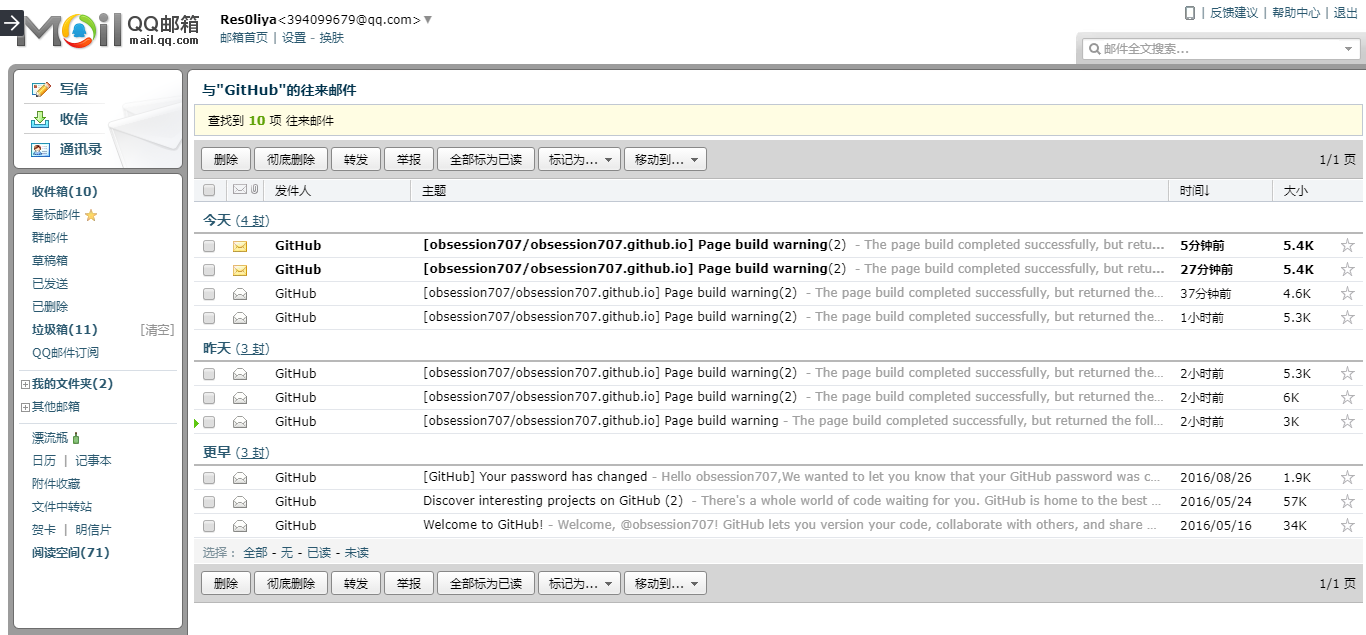 Mail QQ邮箱 mail.qq.com
Res0liya<394099679@qq.com>
邮箱首页 | 设置 - 换肤
| 反馈建议 | 帮助中心 | 退出
邮件全文搜索...
写信
收信
通讯录
收件箱(10)
星标邮件
群邮件
草稿箱
已发送
已删除
垃圾箱(11) [清空]
QQ邮件订阅
我的文件夹(2)
其他邮箱
漂流瓶
日历 | 记事本
附件收藏
文件中转站
贺卡 | 明信片
阅读空间(71)
与"GitHub"的往来邮件
查找到 10 项 往来邮件
删除 彻底删除 转发 举报 全部标为已读 标记为... 移动到... 1/1 页
发件人 主题 时间↓ 大小
今天 (4 封)
GitHub [obsession707/obsession707.github.io] Page build warning(2) - The page build completed successfully, but retu... 5分钟前 5.4K
GitHub [obsession707/obsession707.github.io] Page build warning(2) - The page build completed successfully, but retu... 27分钟前 5.4K
GitHub [obsession707/obsession707.github.io] Page build warning(2) - The page build completed successfully, but returned the... 37分钟前 4.6K
GitHub [obsession707/obsession707.github.io] Page build warning(2) - The page build completed successfully, but returned the... 1小时前 5.3K
昨天 (3 封)
GitHub [obsession707/obsession707.github.io] Page build warning(2) - The page build completed successfully, but returned the... 2小时前 5.3K
GitHub [obsession707/obsession707.github.io] Page build warning(2) - The page build completed successfully, but returned the... 2小时前 6K
GitHub [obsession707/obsession707.github.io] Page build warning - The page build completed successfully, but returned the foll... 2小时前 3K
更早 (3 封)
GitHub [GitHub] Your password has changed - Hello obsession707,We wanted to let you know that your GitHub password was c... 2016/08/26 1.9K
GitHub Discover interesting projects on GitHub (2) - There's a whole world of code waiting for you. GitHub is home to the best ... 2016/05/24 57K
GitHub Welcome to GitHub! - Welcome, @obsession707! GitHub lets you version your code, collaborate with others, and share ... 2016/05/16 34K
选择： 全部 - 无 - 已读 - 未读
删除 彻底删除 转发 举报 全部标为已读 标记为... 移动到... 1/1 页